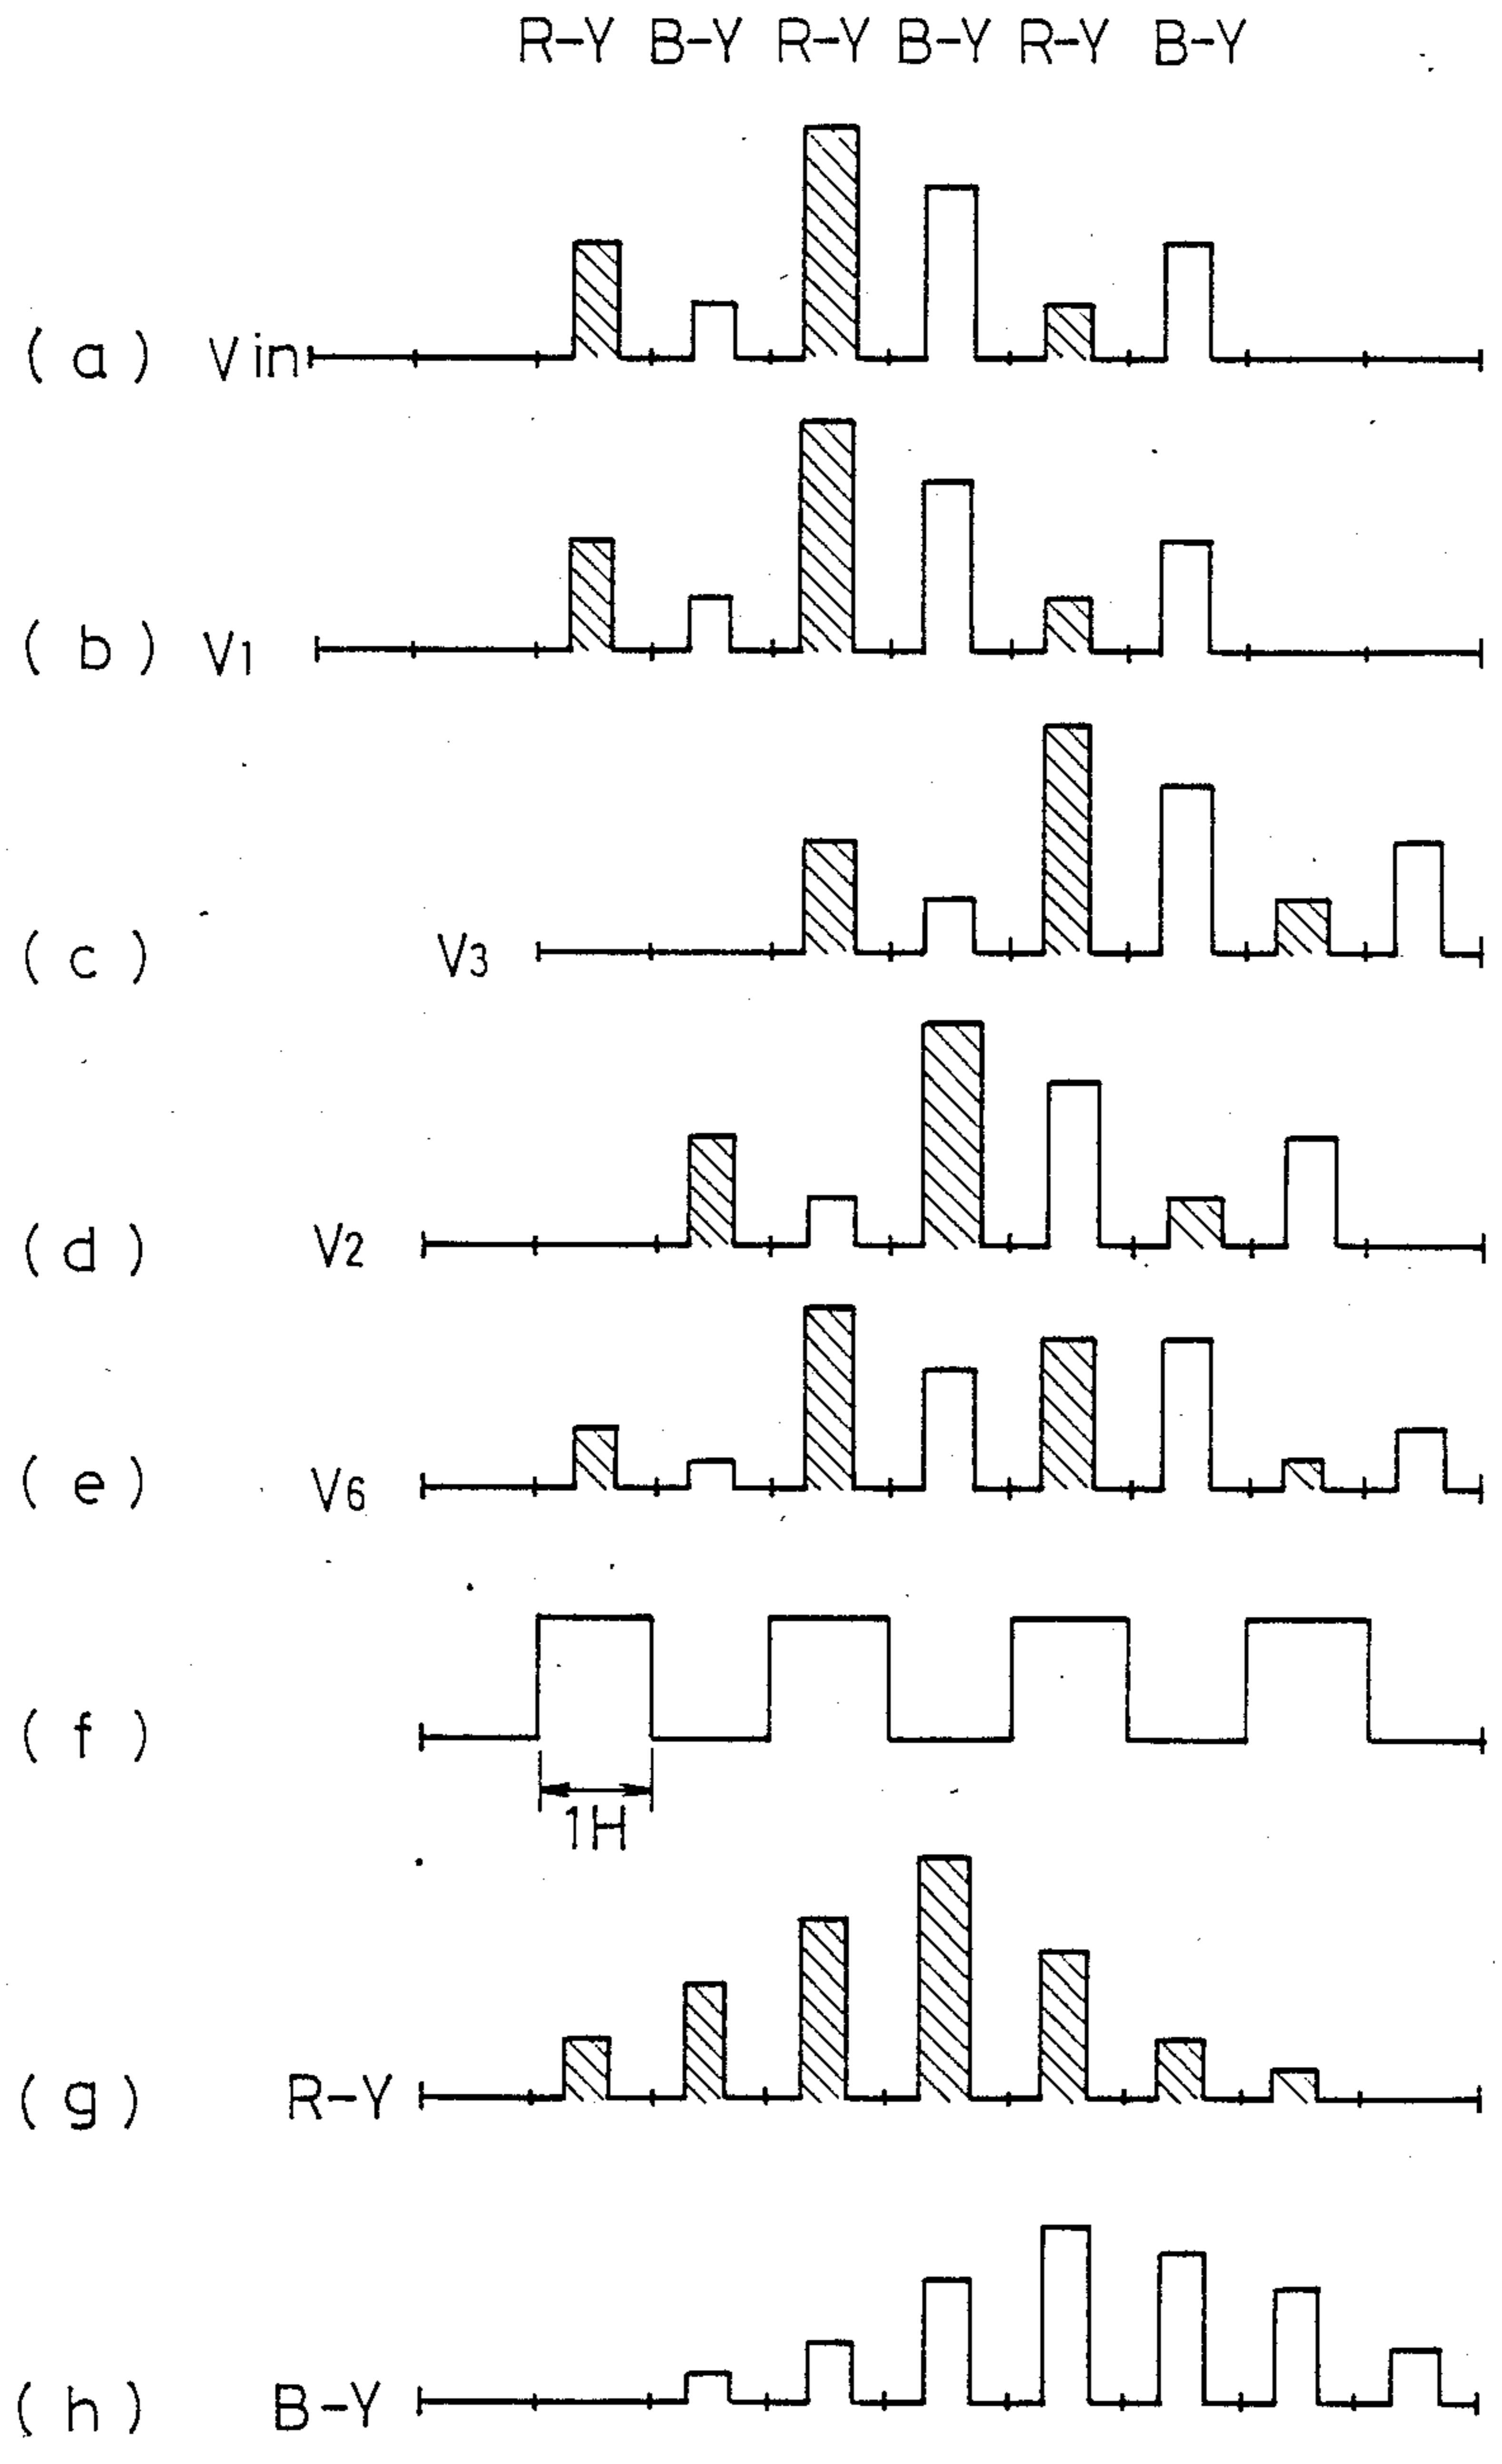 R-Y B-Y R-Y B-Y R-Y B-Y
(a) Vin
(b) V1
(c) V3
(d) V2
(e) V6
(f)
1H
(g) R-Y
(h) B-Y